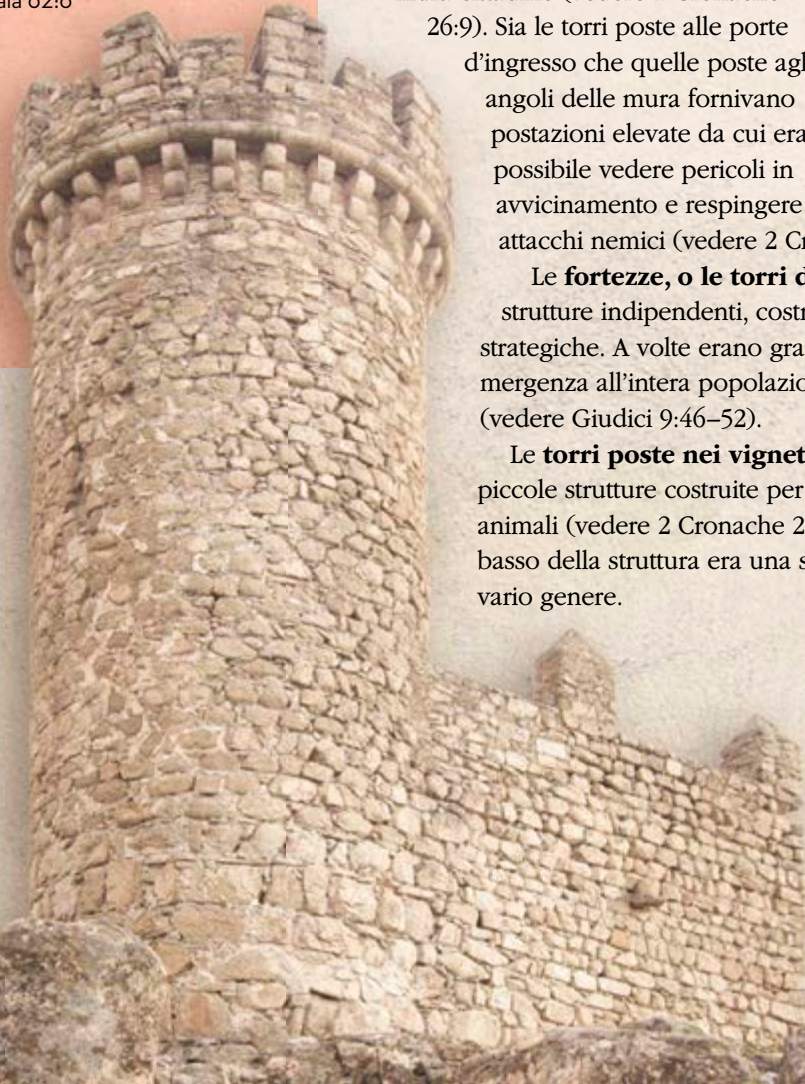 aia 62:6
26:9). Sia le torri poste alle porte
d'ingresso che quelle poste agl
angoli delle mura fornivano
postazioni elevate da cui era
possibile vedere pericoli in
avvicinamento e respingere
attacchi nemici (vedere 2 Cr
Le fortezze, o le torri d
strutture indipendenti, costr
strategiche. A volte erano gra
mergenza all'intera popolazio
(vedere Giudici 9:46–52).
Le torri poste nei vignet
piccole strutture costruite per
animali (vedere 2 Cronache 2
basso della struttura era una s
vario genere.